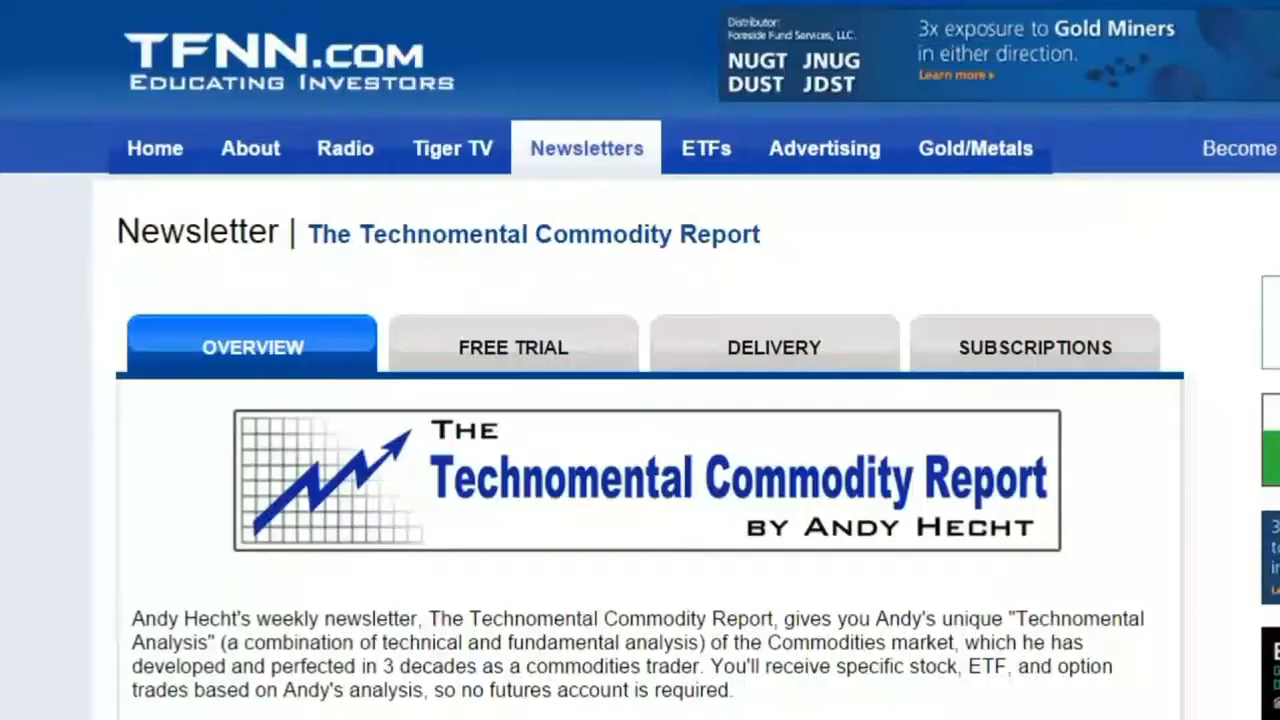 TFNN.COM
EDUCATING INVESTORS
Distributor:
Foreside Fund Services, LLC.
NUGT JNUG
DUST JDST
3x exposure to Gold Miners
in either direction.
Learn more
Home About Radio Tiger TV Newsletters ETFs Advertising Gold/Metals Become
Newsletter | The Technomental Commodity Report
OVERVIEW FREE TRIAL DELIVERY SUBSCRIPTIONS
THE
Technomental Commodity Report
BY ANDY HECHT
Andy Hecht's weekly newsletter, The Technomental Commodity Report, gives you Andy's unique "Technomental
Analysis" (a combination of technical and fundamental analysis) of the Commodities market, which he has
developed and perfected in 3 decades as a commodities trader. You'll receive specific stock, ETF, and option
trades based on Andy's analysis, so no futures account is required.